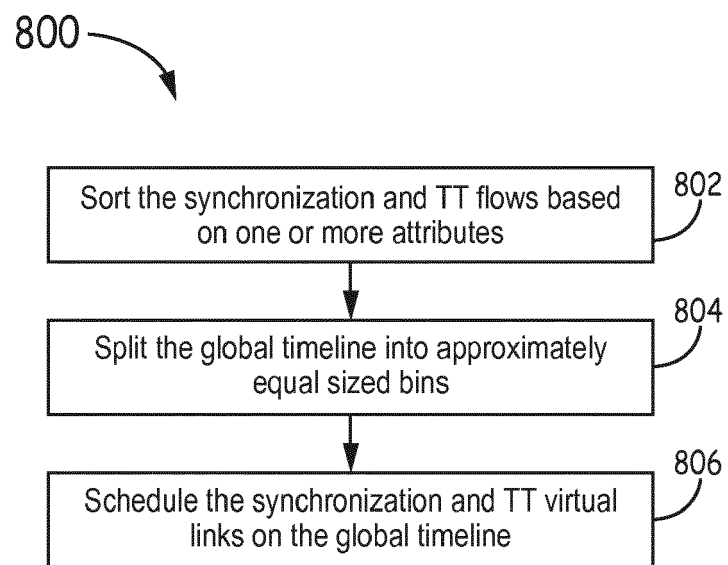 800
Sort the synchronization and TT flows based
on one or more attributes
802
Split the global timeline into approximately
equal sized bins
804
Schedule the synchronization and TT virtual
links on the global timeline
806